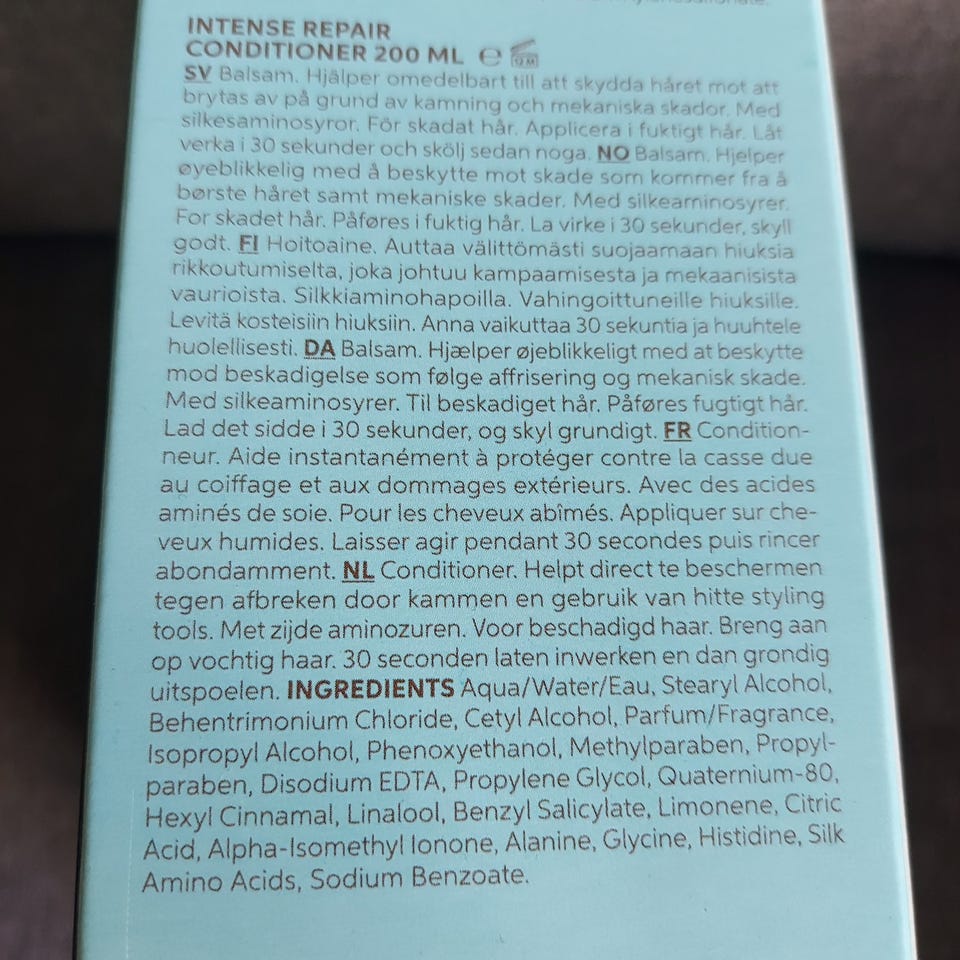 INTENSE REPAIR
CONDITIONER 200 ML ℮
SV Balsam. Hjälper omedelbart till att skydda håret mot att
brytas av på grund av kamning och mekaniska skador. Med
silkesaminosyror. För skadat hår. Applicera i fuktigt hår. Låt
verka i 30 sekunder och skölj sedan noga. NO Balsam. Hjelper
øyeblikkelig med å beskytte mot skade som kommer fra å
børste håret samt mekaniske skader. Med silkeaminosyrer.
For skadet hår. Påføres i fuktig hår. La virke i 30 sekunder, skyll
godt. FI Hoitoaine. Auttaa välittömästi suojaamaan hiuksia
rikkoutumiselta, joka johtuu kampaamisesta ja mekaanisista
vaurioista. Silkkiaminohapoilla. Vahingoittuneille hiuksille.
Levitä kosteisiin hiuksiin. Anna vaikuttaa 30 sekuntia ja huuhtele
huolellisesti. DA Balsam. Hjælper øjeblikkeligt med at beskytte
mod beskadigelse som følge affrisering og mekanisk skade.
Med silkeaminosyrer. Til beskadiget hår. Påføres fugtigt hår.
Lad det sidde i 30 sekunder, og skyl grundigt. FR Condition-
neur. Aide instantanément à protéger contre la casse due
au coiffage et aux dommages extérieurs. Avec des acides
aminés de soie. Pour les cheveux abîmés. Appliquer sur che-
veux humides. Laisser agir pendant 30 secondes puis rincer
abondamment. NL Conditioner. Helpt direct te beschermen
tegen afbreken door kammen en gebruik van hitte styling
tools. Met zijde aminozuren. Voor beschadigd haar. Breng aan
op vochtig haar. 30 seconden laten inwerken en dan grondig
uitspoelen. INGREDIENTS Aqua/Water/Eau, Stearyl Alcohol,
Behentrimonium Chloride, Cetyl Alcohol, Parfum/Fragrance,
Isopropyl Alcohol, Phenoxyethanol, Methylparaben, Propyl-
paraben, Disodium EDTA, Propylene Glycol, Quaternium-80,
Hexyl Cinnamal, Linalool, Benzyl Salicylate, Limonene, Citric
Acid, Alpha-Isomethyl Ionone, Alanine, Glycine, Histidine, Silk
Amino Acids, Sodium Benzoate.